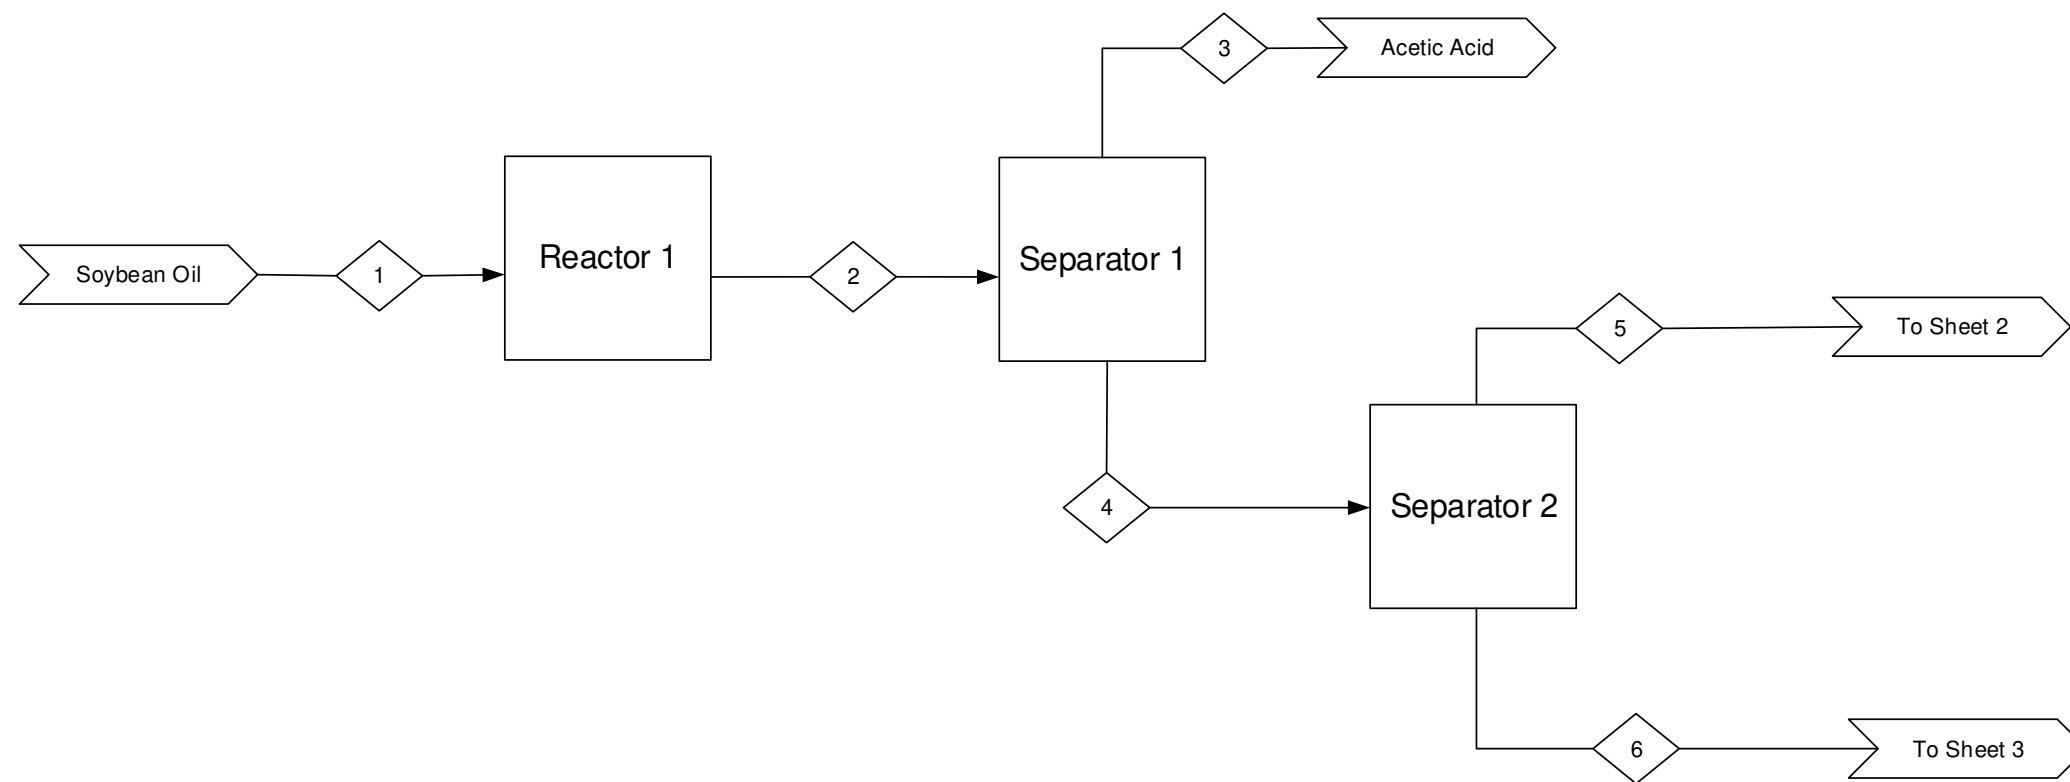 3
Acetic Acid
Soybean Oil
1
Reactor 1
2
Separator 1
5
To Sheet 2
4
Separator 2
6
To Sheet 3